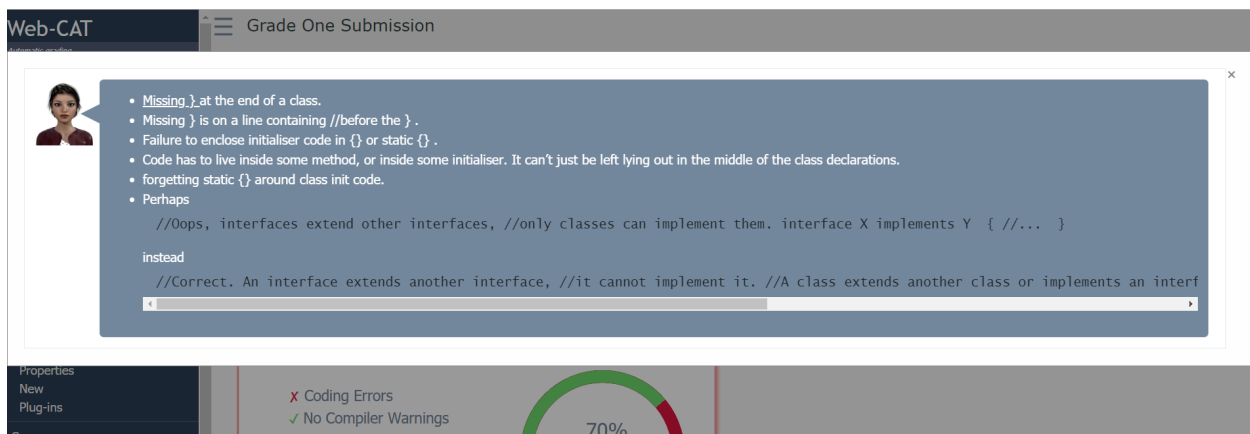 Web-CAT
Grade One Submission
Automatic grading
×
• Missing } at the end of a class.
• Missing } is on a line containing //before the } .
• Failure to enclose initialiser code in {} or static {} .
• Code has to live inside some method, or inside some initialiser. It can't just be left lying out in the middle of the class declarations.
• forgetting static {} around class init code.
• Perhaps
//Oops, interfaces extend other interfaces, //only classes can implement them. interface X implements Y  { //...  }
instead
//Correct. An interface extends another interface, //it cannot implement it. //A class extends another class or implements an interf
Properties
New
Plug-ins
✗ Coding Errors
✓ No Compiler Warnings
70%